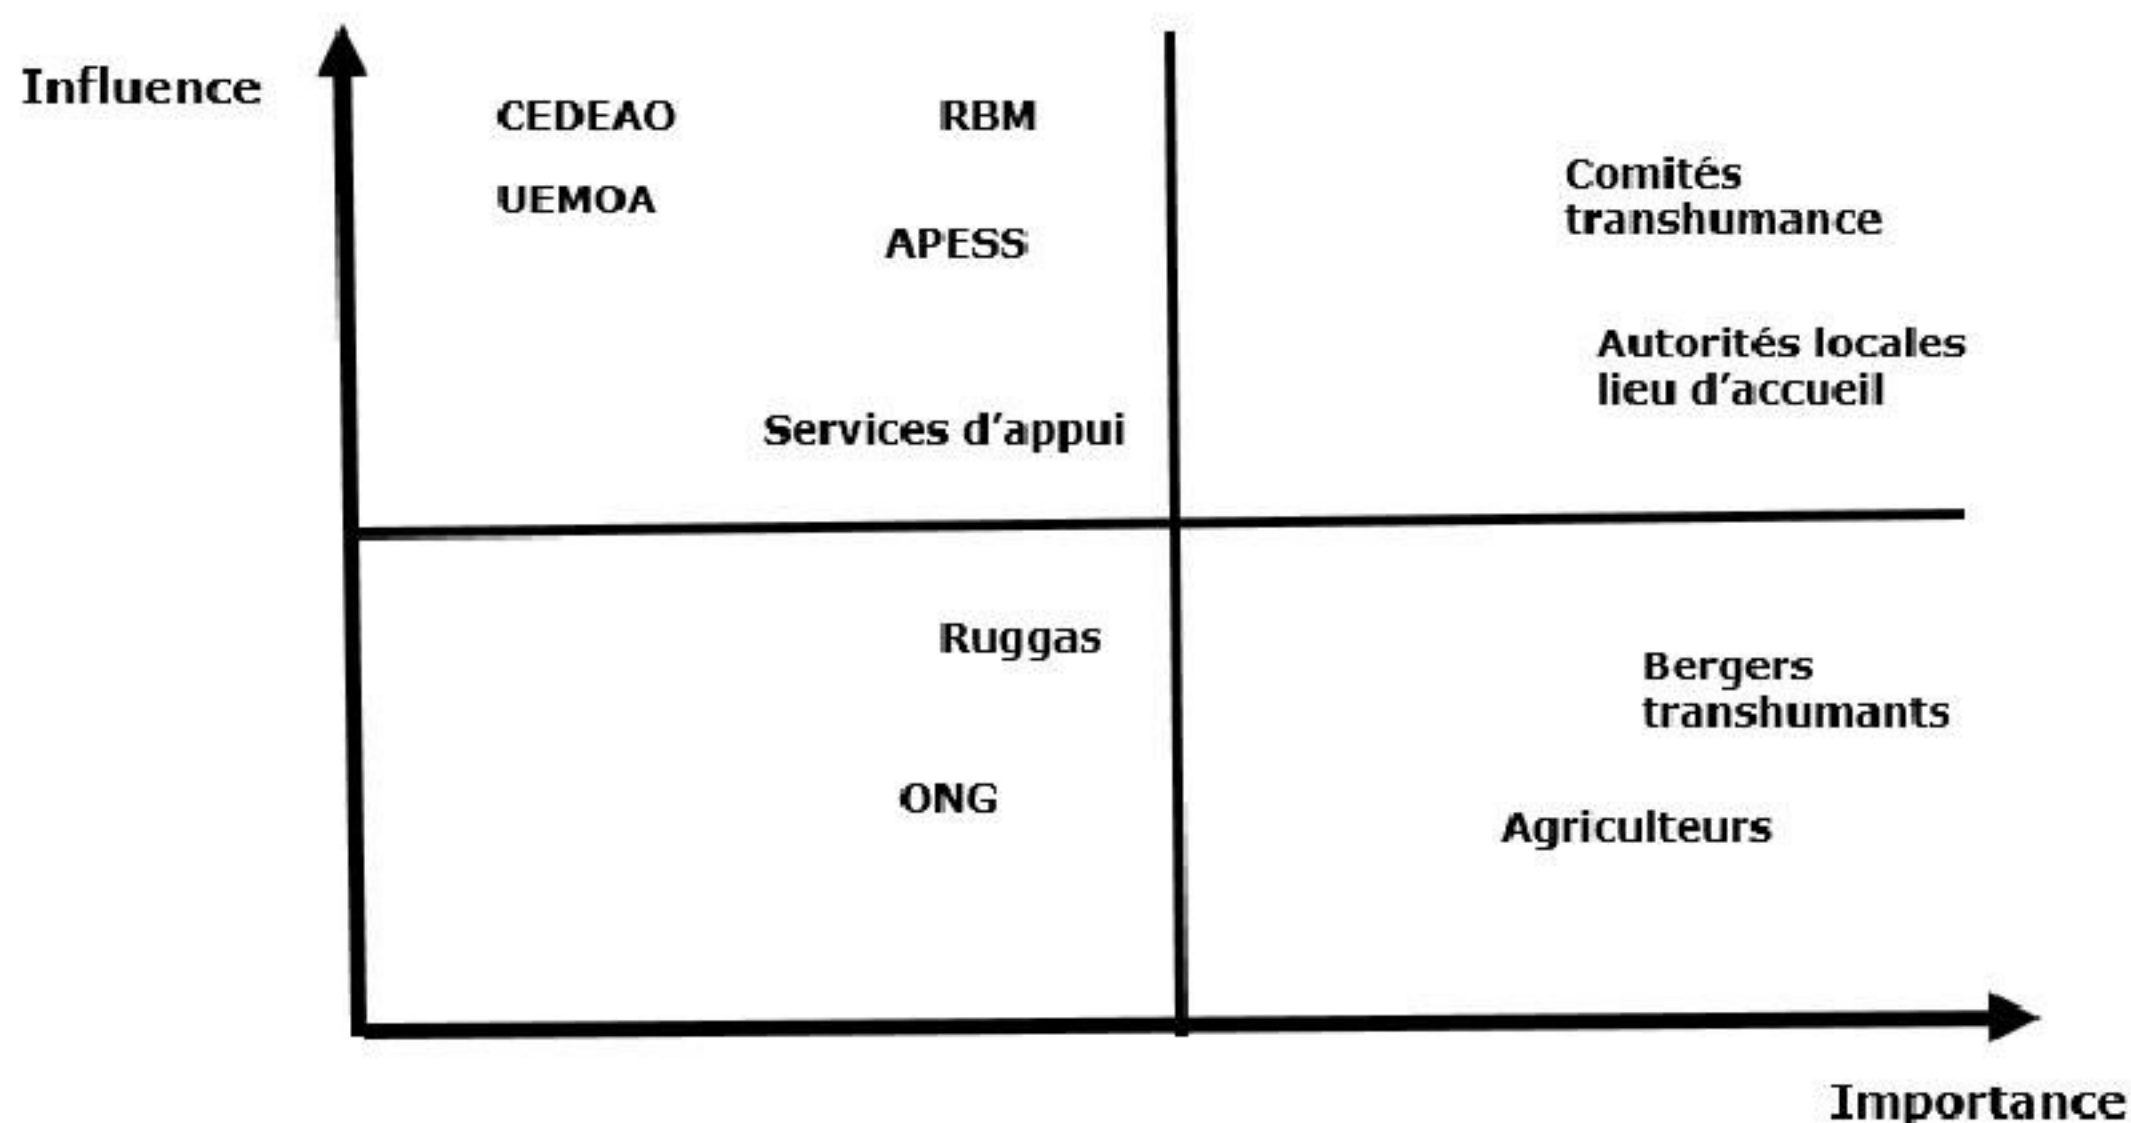 Influence
CEDEAO
RBM
UEMOA
APESS
Services d'appui
Comités
transhumance
Autorités locales
lieu d'accueil
Ruggas
ONG
Bergers
transhumants
Agriculteurs
Importance